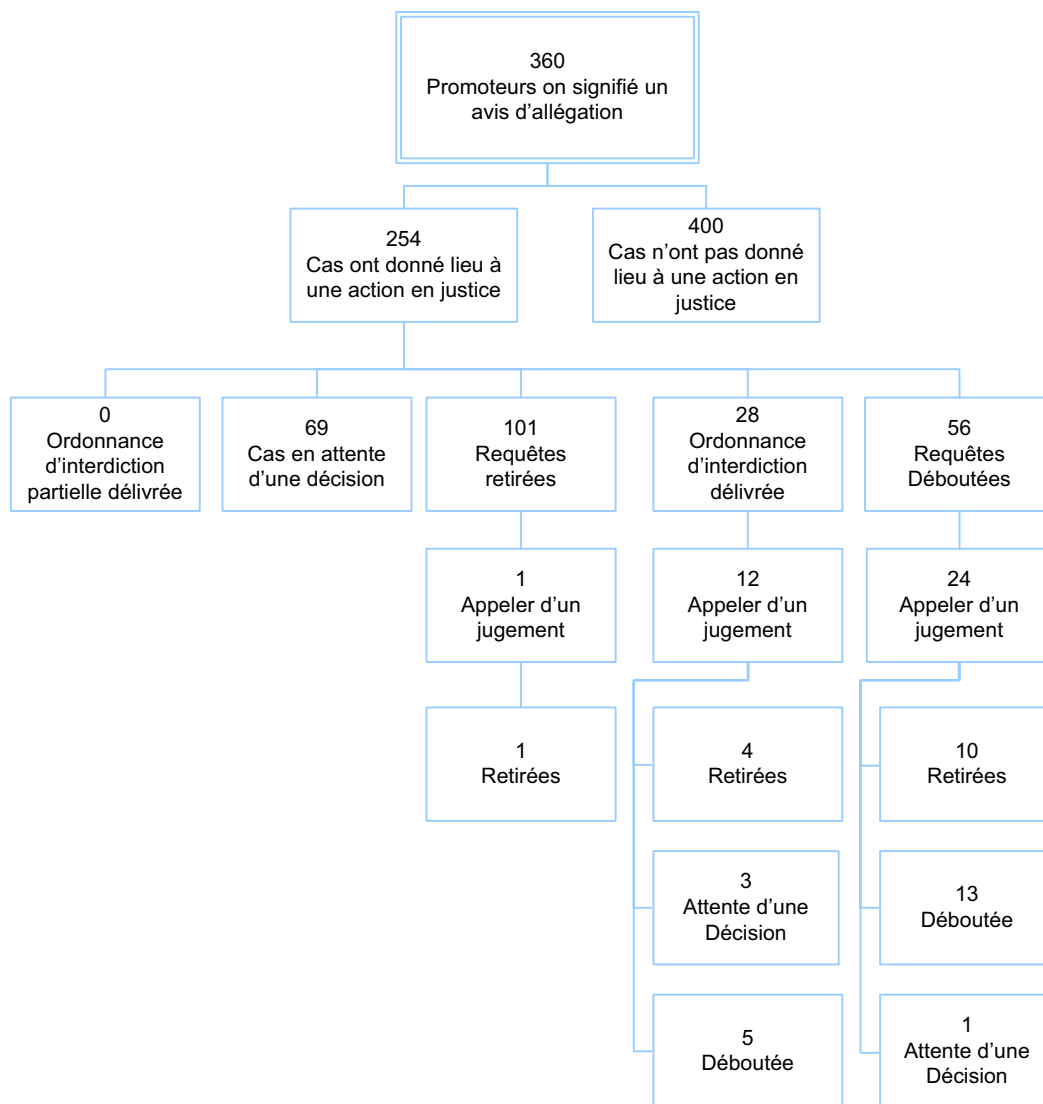 360
Promoteurs on signifié un
avis d’allégation
254
Cas ont donné lieu à
une action en justice
400
Cas n’ont pas donné
lieu à une action en
justice
0
Ordonnance
d’interdiction
partielle délivrée
69
Cas en attente
d’une décision
101
Requêtes
retirées
28
Ordonnance
d’interdiction
délivrée
56
Requêtes
Déboutées
1
Appeler d’un
jugement
12
Appeler d’un
jugement
24
Appeler d’un
jugement
1
Retirées
4
Retirées
10
Retirées
3
Attente d’une
Décision
13
Déboutée
5
Déboutée
1
Attente d’une
Décision